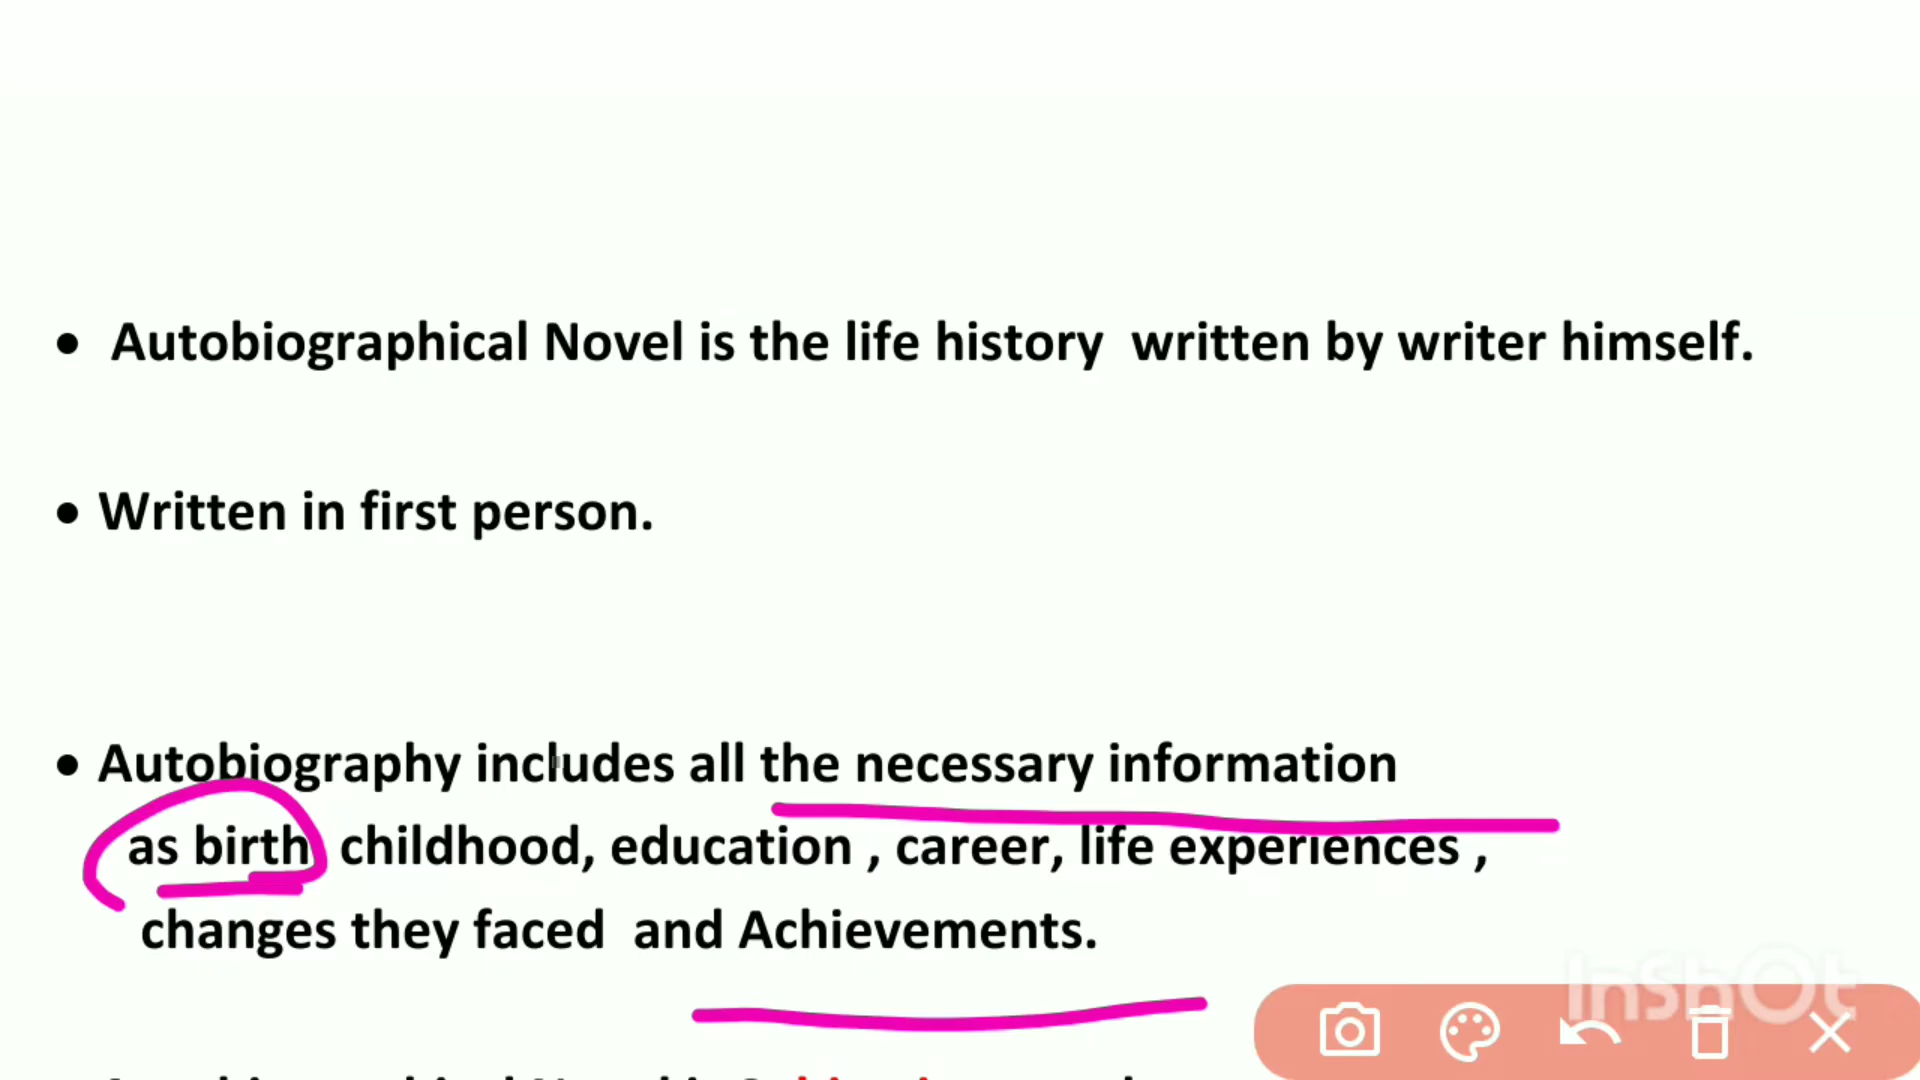 • Autobiographical Novel is the life history written by writer himself.
• Written in first person.
• Autobiography includes all the necessary information
as birth childhood, education , career, life experiences ,
changes they faced and Achievements.
InShOt